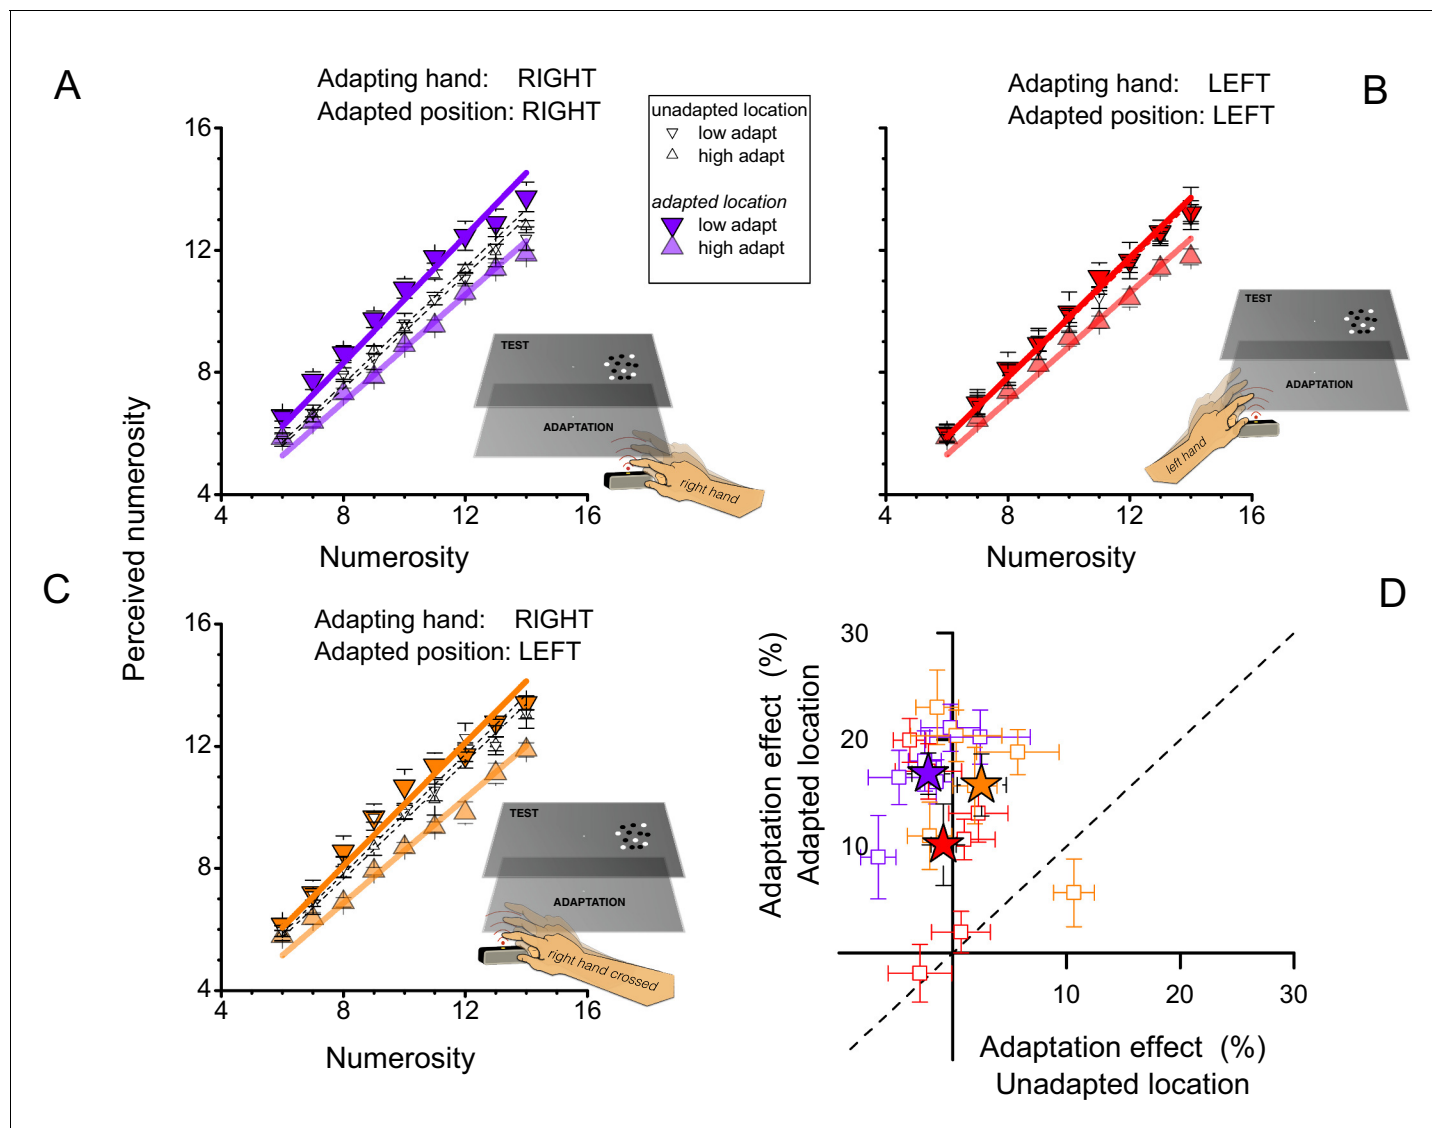 A
Adapting hand: RIGHT
Adapted position: RIGHT
unadapted location
low adapt
high adapt
adapted location
low adapt
high adapt
16
12
8
4
4
8
12
16
Numerosity
Perceived numerosity
TEST
ADAPTATION
right hand
B
Adapting hand: LEFT
Adapted position: LEFT
4
8
12
16
Numerosity
TEST
ADAPTATION
left hand
C
Adapting hand: RIGHT
Adapted position: LEFT
16
12
8
4
4
8
12
16
Numerosity
TEST
ADAPTATION
right hand crossed
D
Adaptation effect (%)
Adapted location
30
20
10
10
20
30
Adaptation effect (%)
Unadapted location